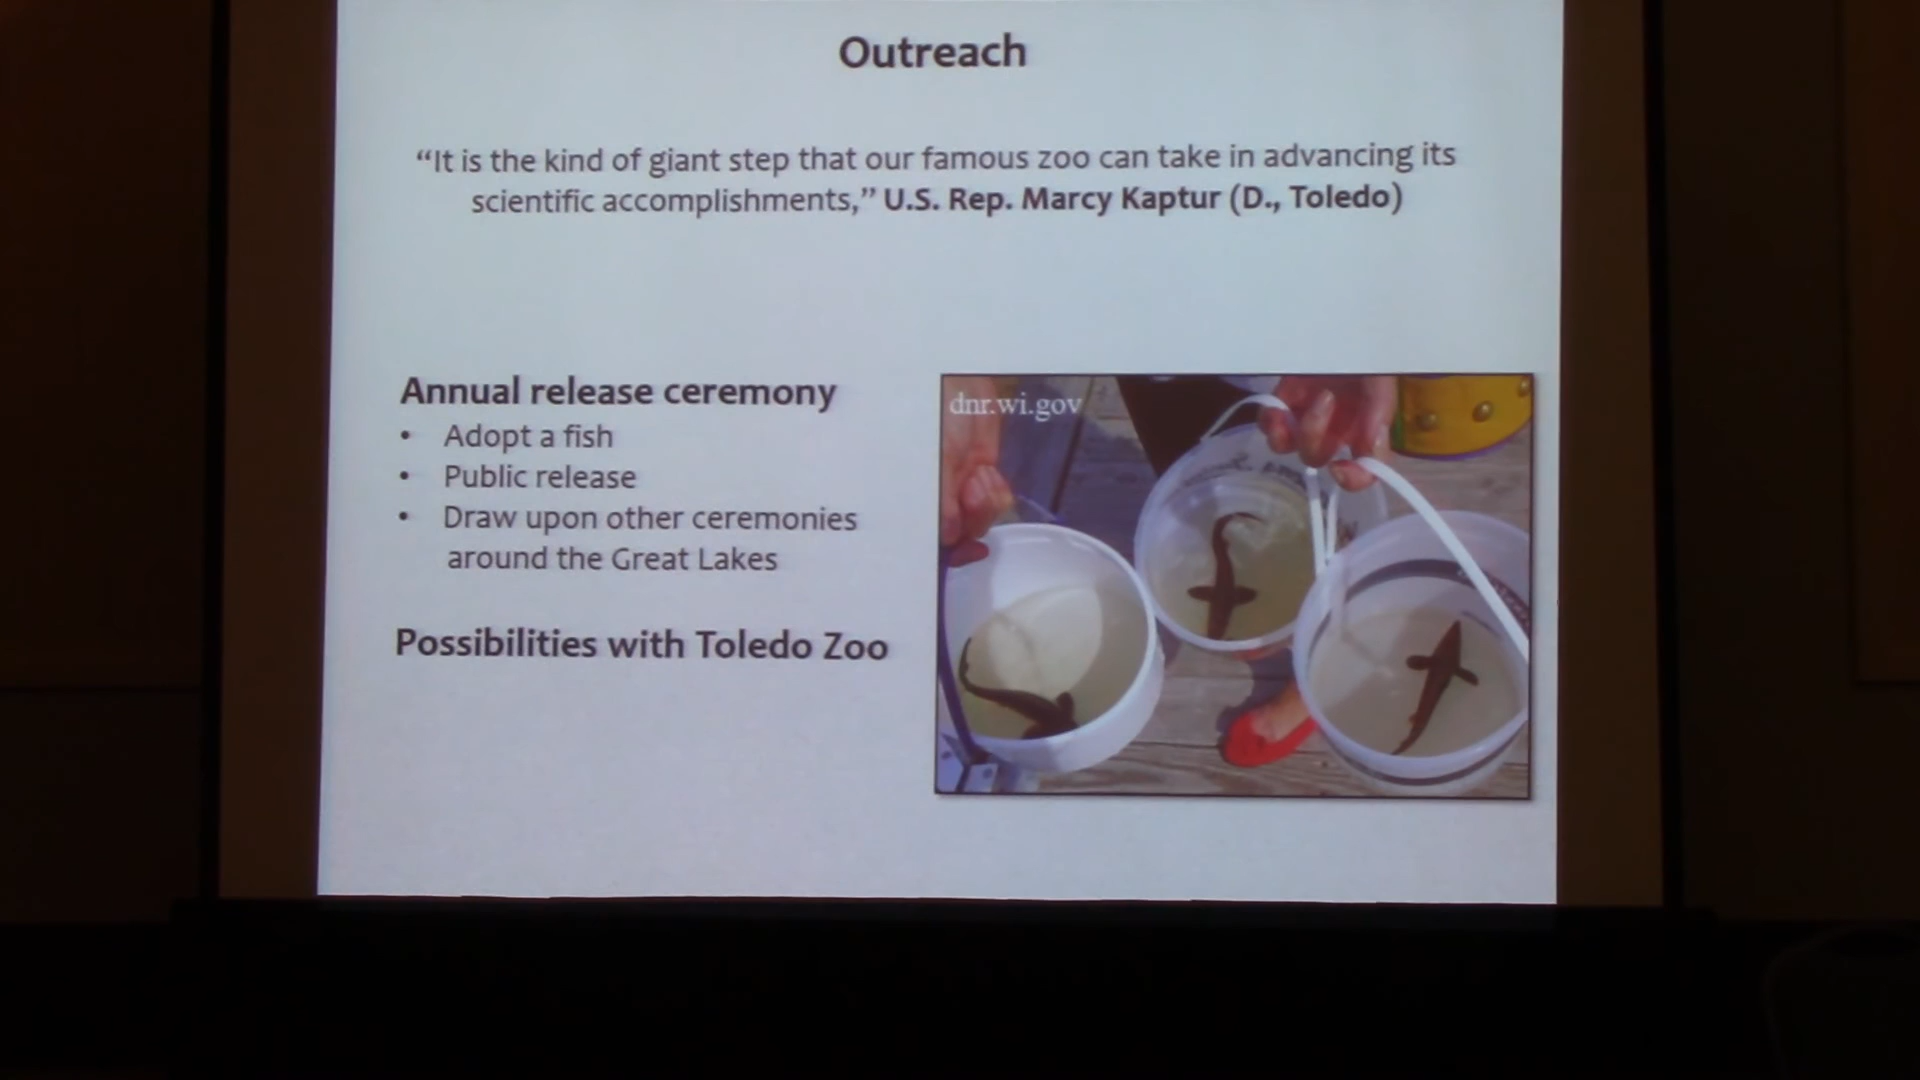 Outreach
“It is the kind of giant step that our famous zoo can take in advancing its
scientific accomplishments,” U.S. Rep. Marcy Kaptur (D., Toledo)
Annual release ceremony
• Adopt a fish
• Public release
• Draw upon other ceremonies
around the Great Lakes
Possibilities with Toledo Zoo
dnr.wi.gov